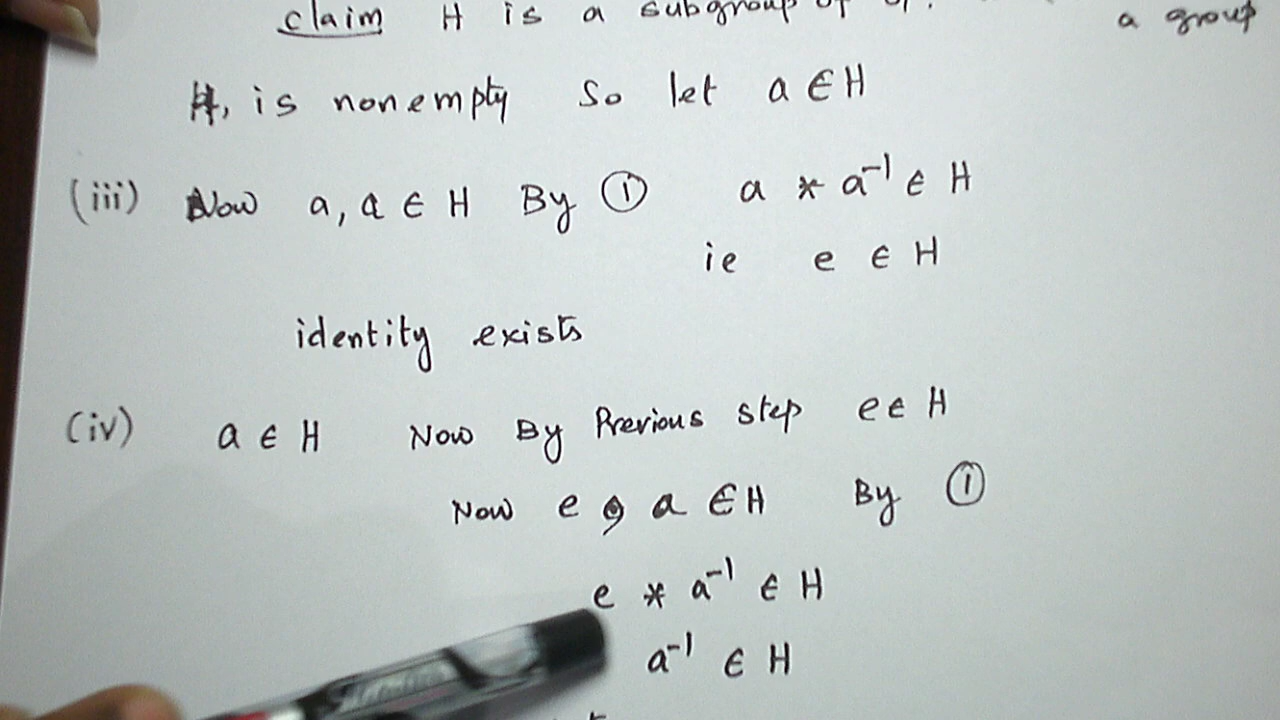 claim H is a subgroup of
a group
H, is nonempty So let a ∈ H
(iii) Now a, a ∈ H By ① a * a⁻¹ ∈ H
ie e ∈ H
identity exists
(iv) a ∈ H Now By Previous step e ∈ H
Now e, a ∈ H By ①
e * a⁻¹ ∈ H
a⁻¹ ∈ H